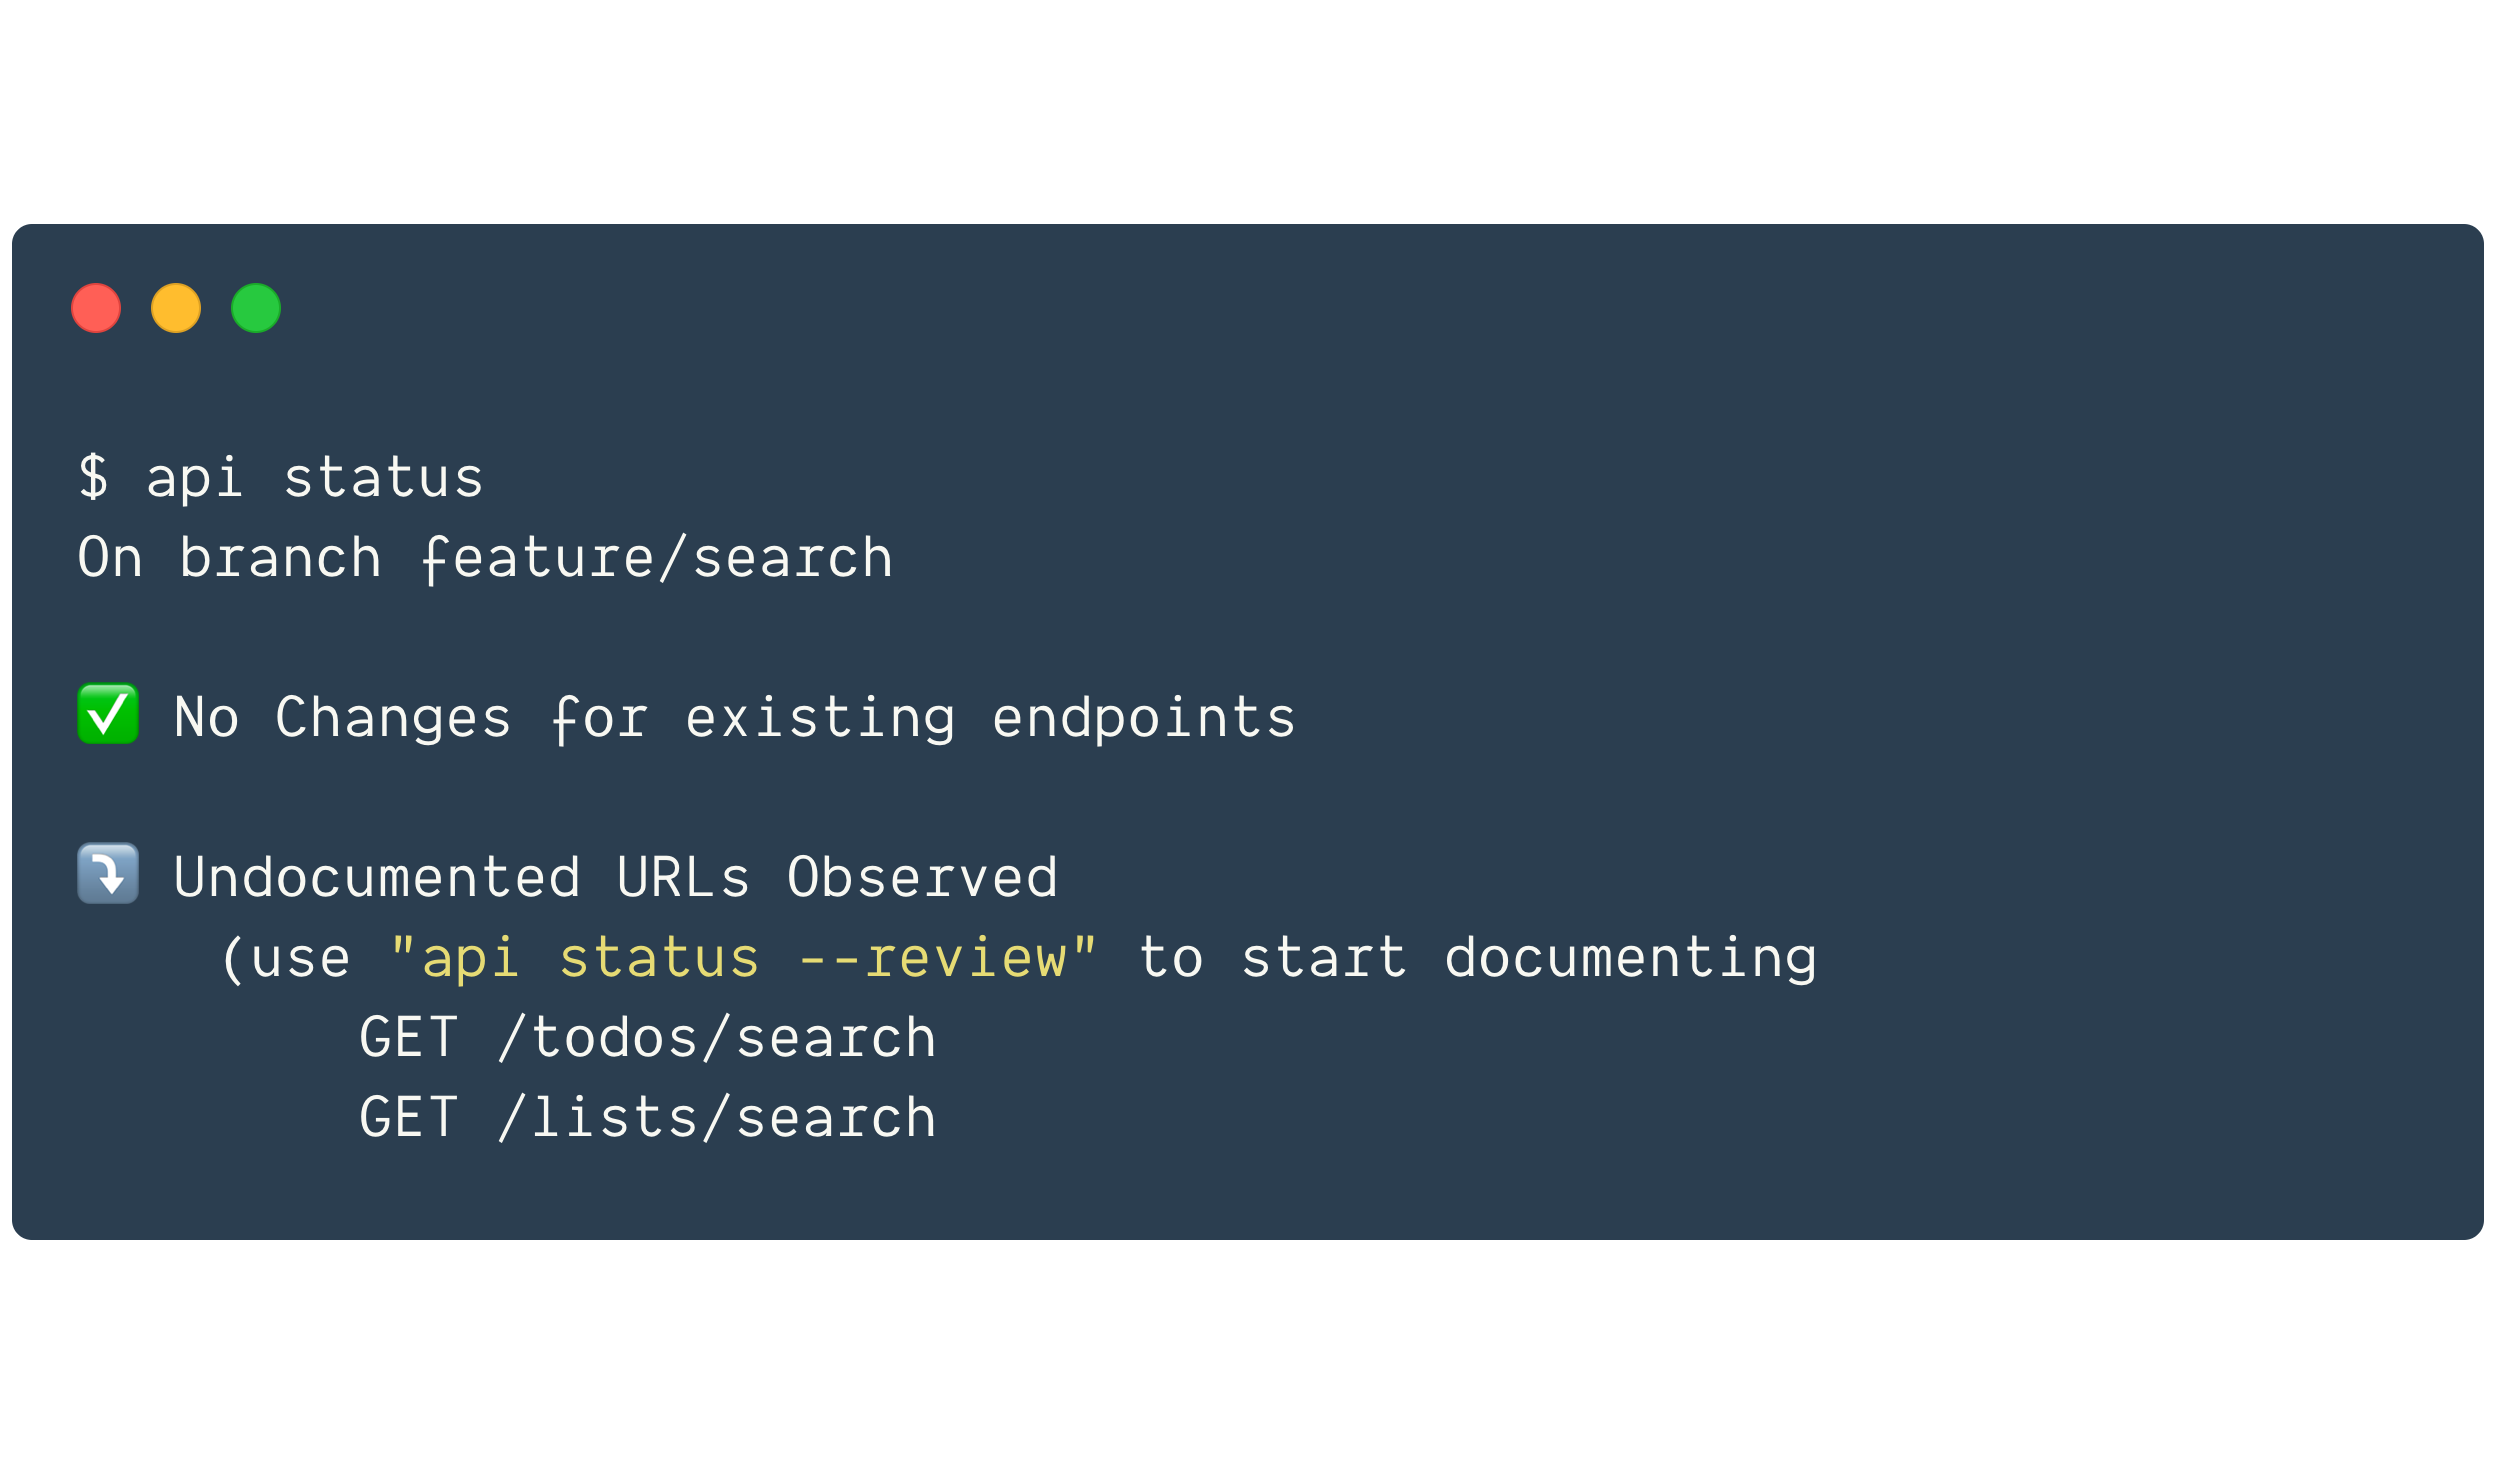 $ api status
On branch feature/search
✅ No Changes for existing endpoints
⤵️ Undocumented URLs Observed
(use "api status --review" to start documenting
GET /todos/search
GET /lists/search